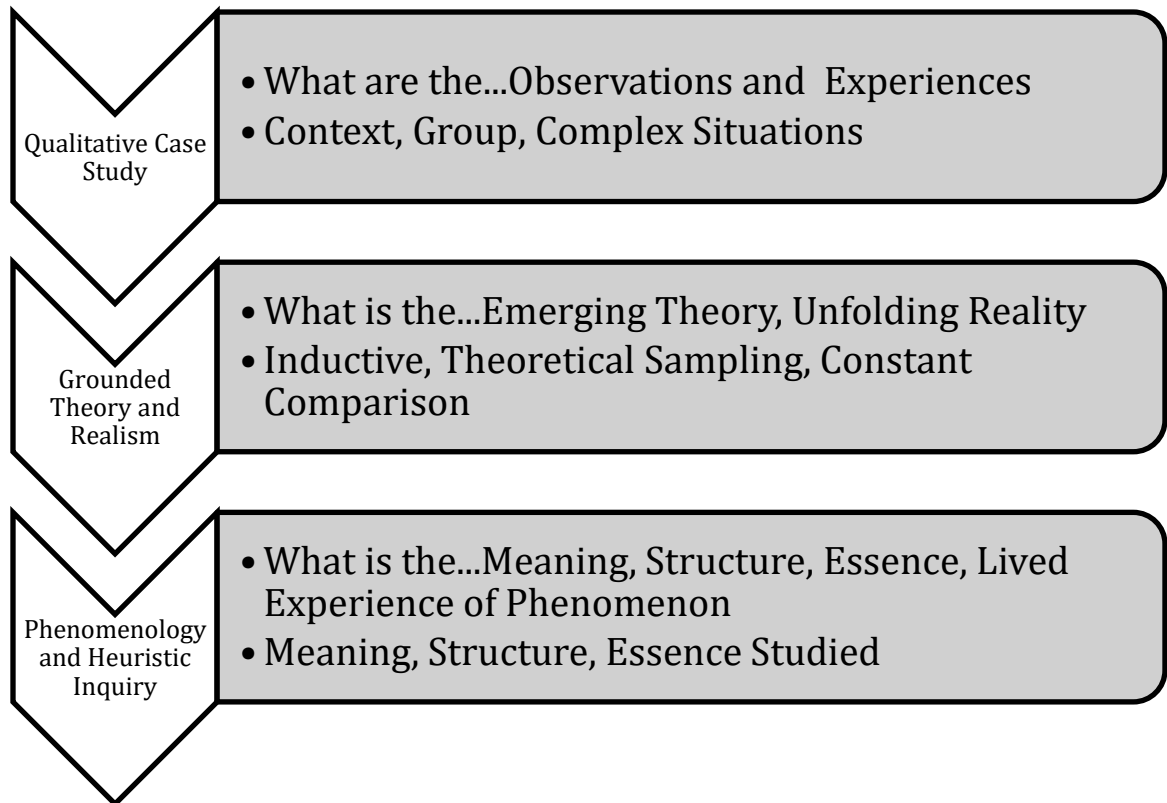 Qualitative Case
Study
• What are the...Observations and  Experiences
• Context, Group, Complex Situations
Grounded
Theory and
Realism
• What is the...Emerging Theory, Unfolding Reality
• Inductive, Theoretical Sampling, Constant
Comparison
Phenomenology
and Heuristic
Inquiry
• What is the...Meaning, Structure, Essence, Lived
Experience of Phenomenon
• Meaning, Structure, Essence Studied